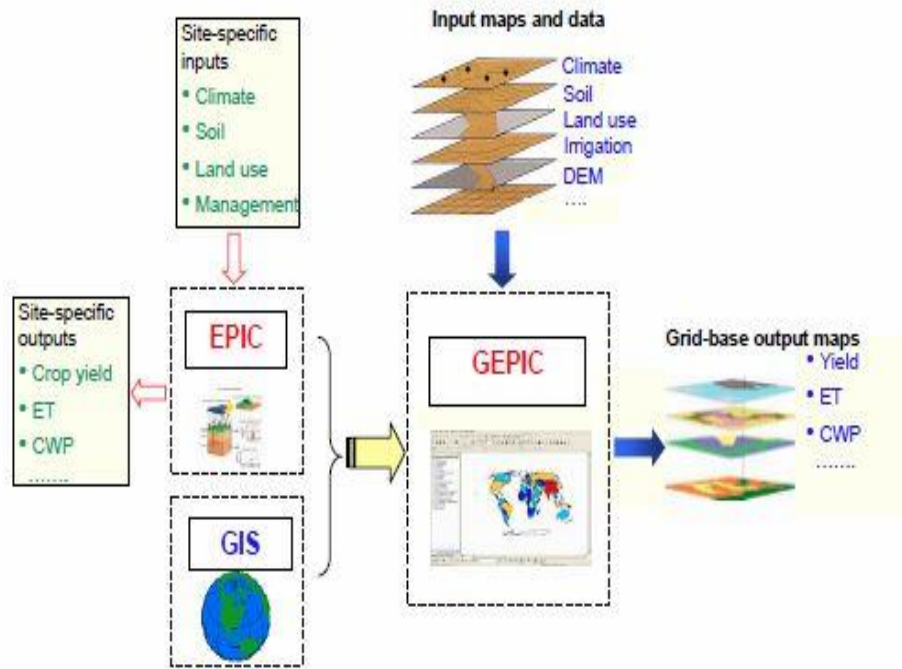 Site-specific
inputs
• Climate
• Soil
• Land use
• Management
Input maps and data
Climate
Soil
Land use
Irrigation
DEM
....
Site-specific
outputs
• Crop yield
• ET
• CWP
.......
EPIC
GIS
GEPIC
Grid-base output maps
• Yield
• ET
• CWP
.......